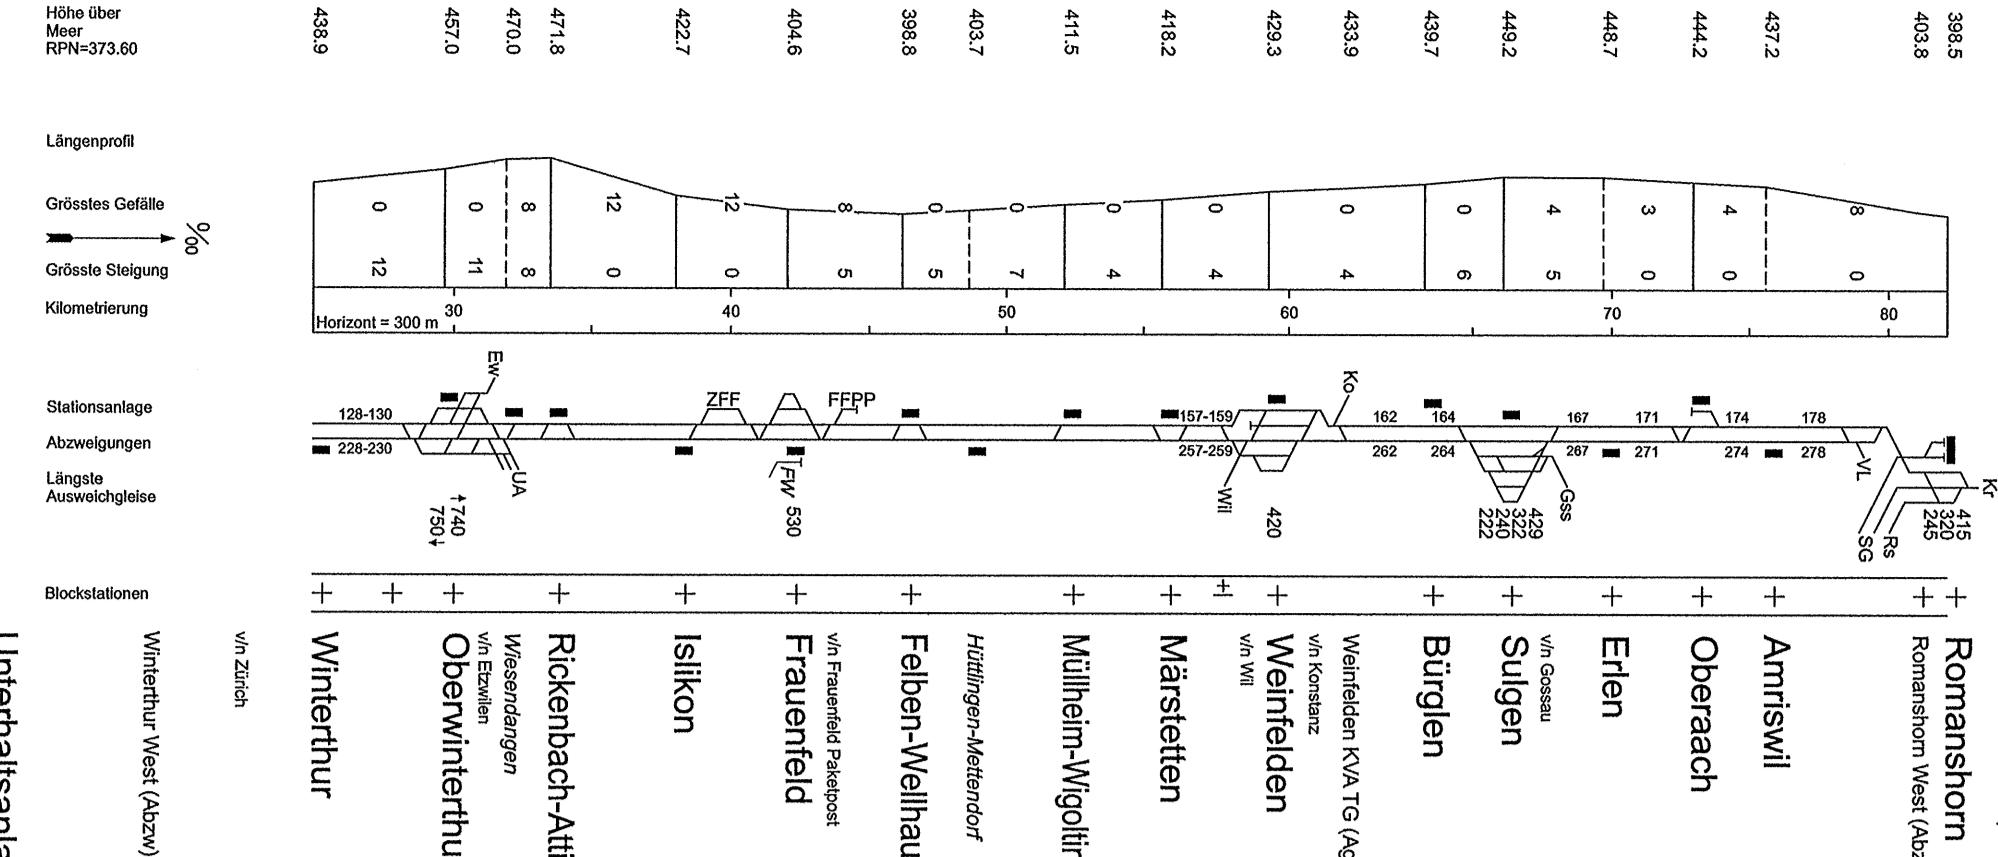 Höhe über
Meer
RPN=373.60
438.9
457.0
470.0
471.8
422.7
404.6
398.8
403.7
411.5
418.2
429.3
433.9
439.7
449.2
448.7
444.2
437.2
403.8
398.5
Längenprofil
Grösstes Gefälle
0 0 8 12 12 8 0 0 0 0 0 0 4 3 4 8
0/00
Grösste Steigung
12 11 8 0 0 5 5 7 4 4 4 6 5 0 0 0
Kilometrierung
Horizont = 300 m
30 40 50 60 70 80
Ew
Ko
Stationsanlage
128-130
ZFF
FFPP
157-159
162
164
167
171
174
178
Abzweigungen
228-230
257-259
262
264
267
271
274
278
Längste
Ausweichgleise
UA
FW
Wil
Gss
VL
SG
Rs
Kr
740
750
530
420
222
240
322
429
245
320
415
Blockstationen
Winterthur West (Abzw)
v/n Zürich
Winterthur
Oberwinterthu
v/n Etzwilen
Wiesendangen
Rickenbach-Atti
Islikon
Frauenfeld
v/n Frauenfeld Paketpost
Felben-Wellhau
Hüttlingen-Mettendorf
Müllheim-Wigoltin
Märstetten
v/n Wil
Weinfelden
v/n Konstanz
Weinfelden KVA TG (Ag
Bürglen
Sulgen
v/n Gossau
Erlen
Oberaach
Amriswil
Romanshorn West (Abz
Romanshorn
Unterhaltsanla